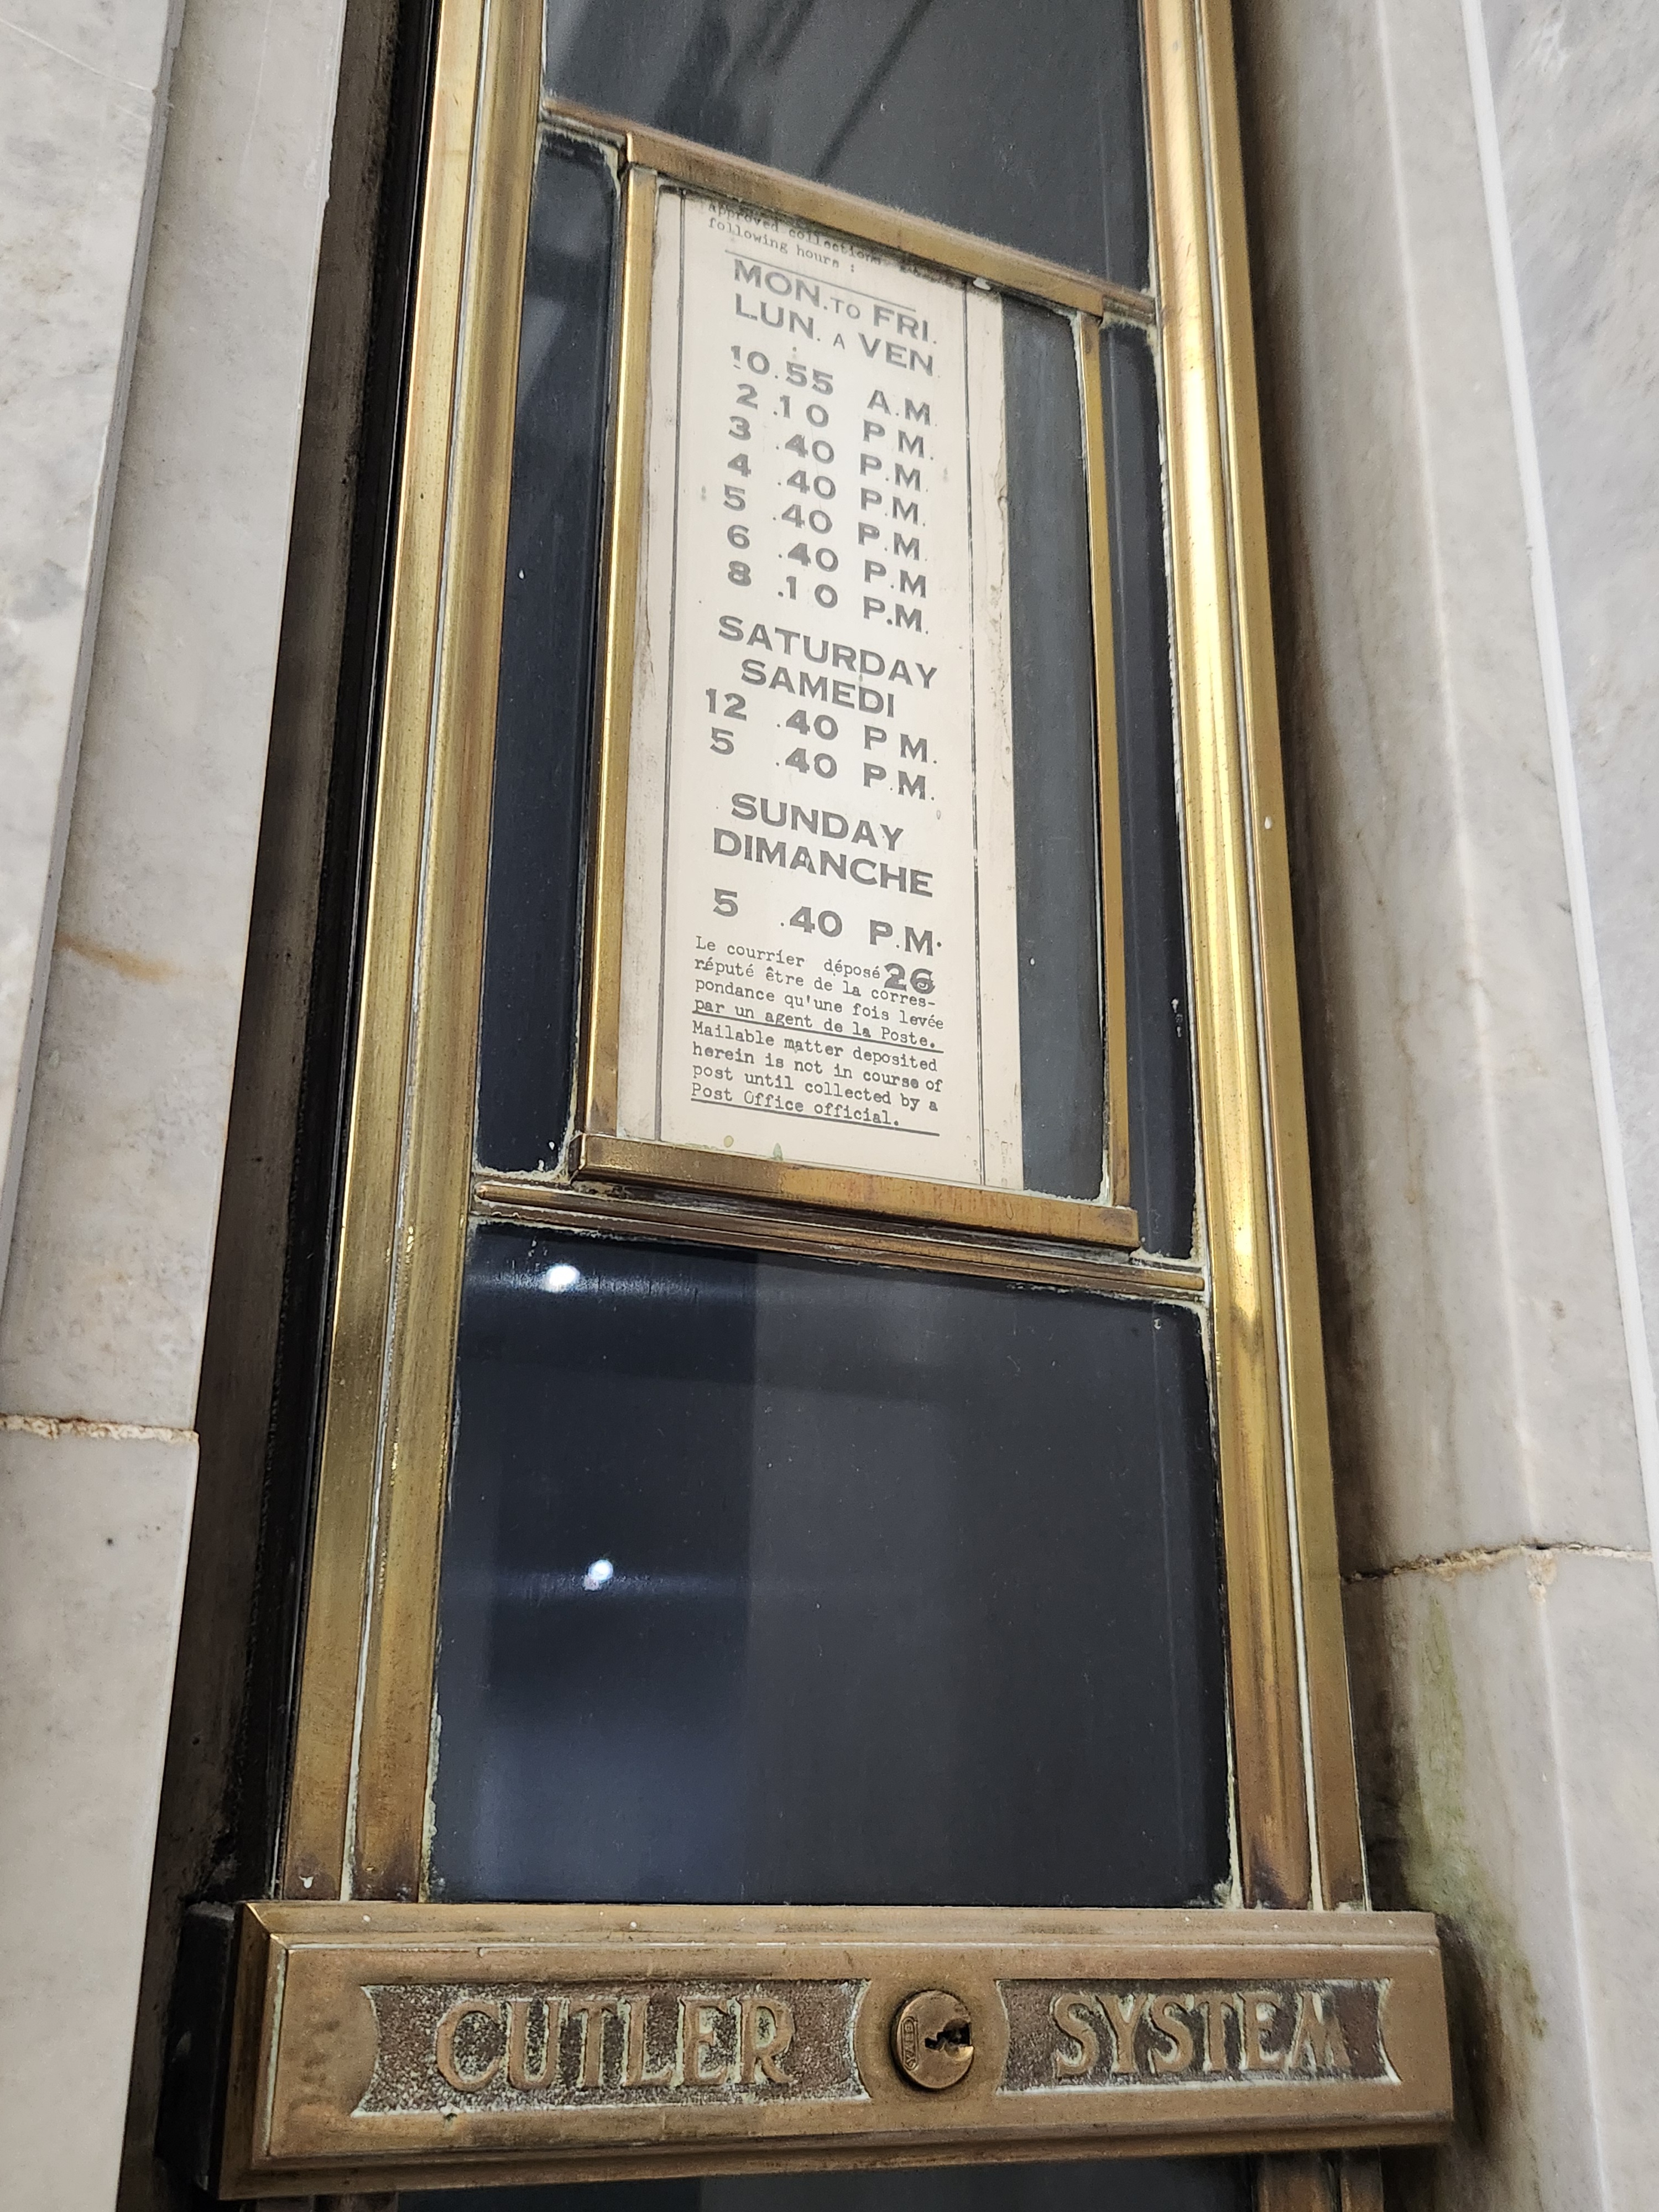 approved collections
following hours :
MON. TO FRI.
LUN. A VEN
10.55 A.M
2.10 P M.
3 .40 P.M.
4 .40 P.M.
5 .40 P.M.
6 .40 P.M
8 .10 P.M.
SATURDAY
SAMEDI
12 .40 P M.
5 .40 P.M.
SUNDAY
DIMANCHE
5 .40 P.M.
Le courrier déposé 26
réputé être de la corres-
pondance qu'une fois levée
par un agent de la Poste.
Mailable matter deposited
herein is not in course of
post until collected by a
Post Office official.
CUTLER SYSTEM